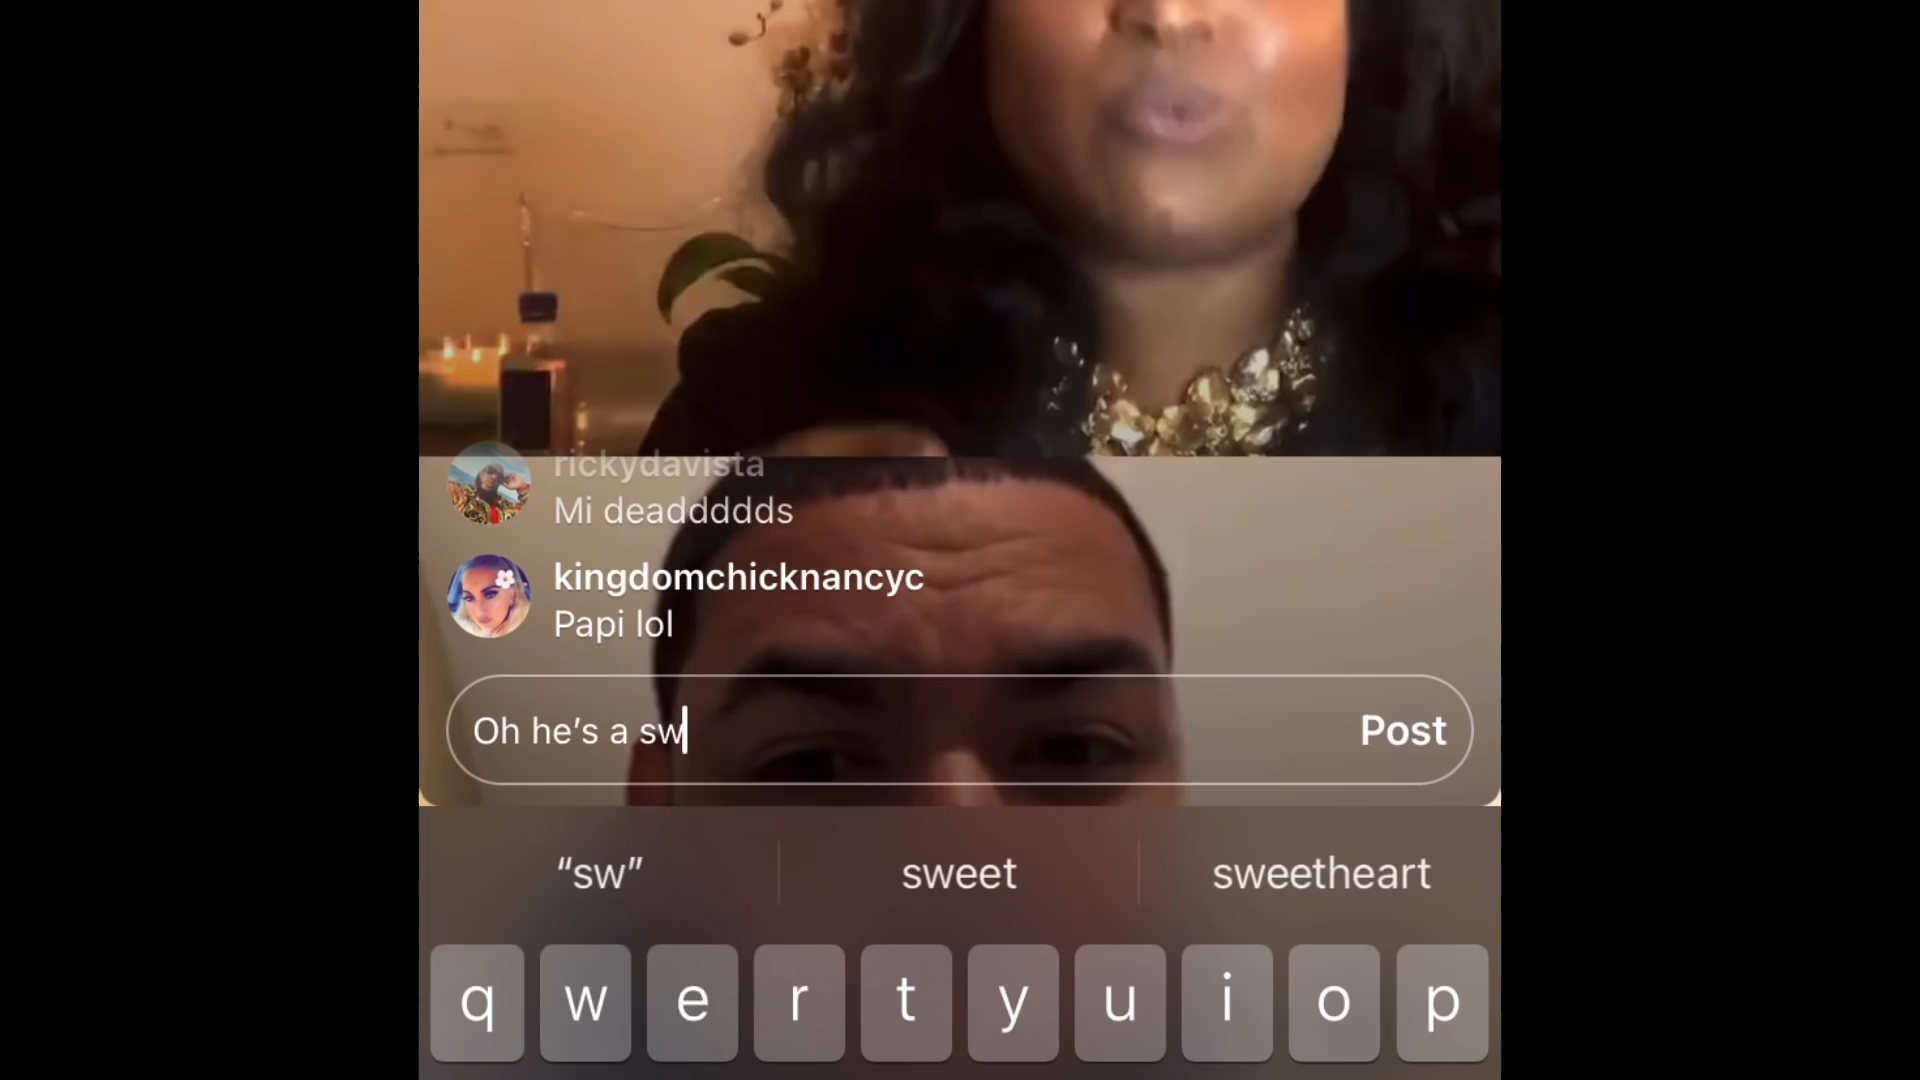 rickydavista
Mi deaddddds
kingdomchicknancyc
Papi lol
Oh he’s a sw
Post
“sw” sweet sweetheart
q w e r t y u i o p